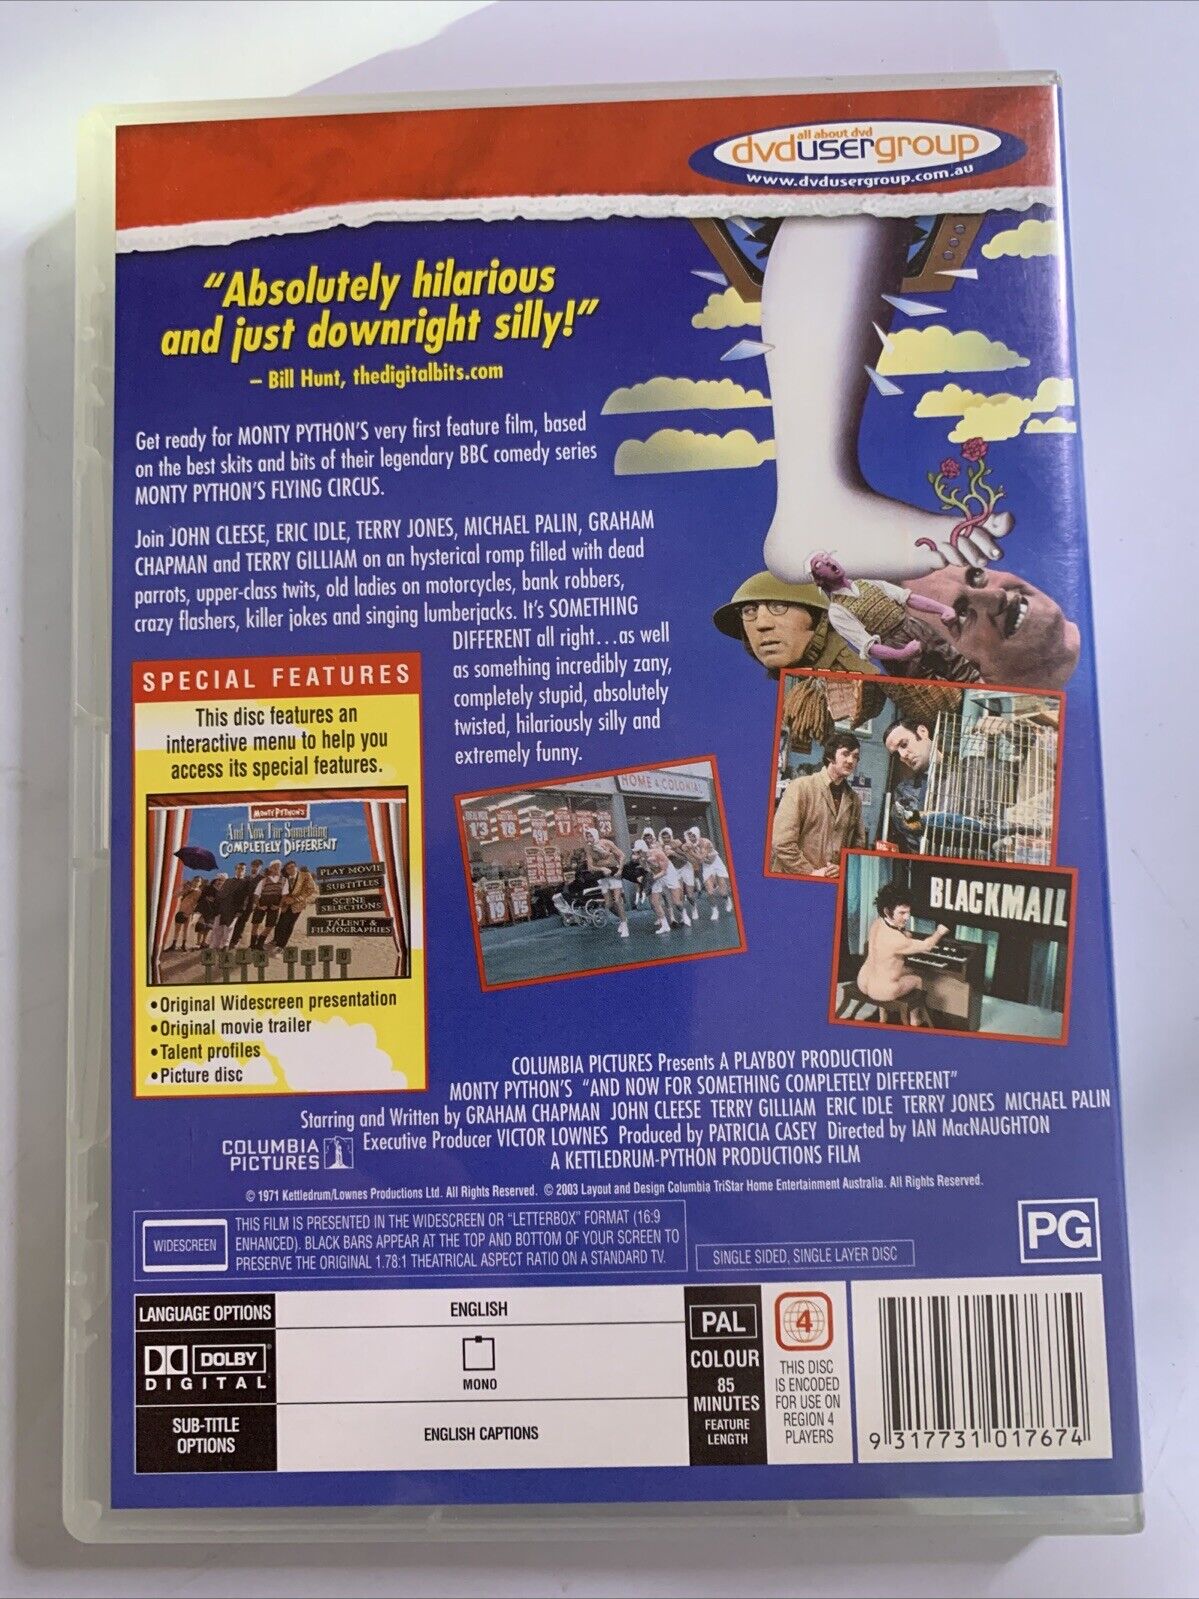 all about dvd
dvdusergroup
www.dvdusergroup.com.au
"Absolutely hilarious
and just downright silly!"
– Bill Hunt, thedigitalbits.com
Get ready for MONTY PYTHON'S very first feature film, based
on the best skits and bits of their legendary BBC comedy series
MONTY PYTHON'S FLYING CIRCUS.
Join JOHN CLEESE, ERIC IDLE, TERRY JONES, MICHAEL PALIN, GRAHAM
CHAPMAN and TERRY GILLIAM on an hysterical romp filled with dead
parrots, upper-class twits, old ladies on motorcycles, bank robbers,
crazy flashers, killer jokes and singing lumberjacks. It's SOMETHING
DIFFERENT all right...as well
as something incredibly zany,
completely stupid, absolutely
twisted, hilariously silly and
extremely funny.
SPECIAL FEATURES
This disc features an
interactive menu to help you
access its special features.
MONTY PYTHON'S
And Now For Something
COMPLETELY DIFFERENT
PLAY MOVIE
SUBTITLES
SCENE
SELECTIONS
TALENT &
FILMOGRAPHIES
MAIN MENU
•Original Widescreen presentation
•Original movie trailer
•Talent profiles
•Picture disc
HOME & COLONIAL
BLACKMAIL
COLUMBIA PICTURES Presents A PLAYBOY PRODUCTION
MONTY PYTHON'S "AND NOW FOR SOMETHING COMPLETELY DIFFERENT"
Starring and Written by GRAHAM CHAPMAN JOHN CLEESE TERRY GILLIAM ERIC IDLE TERRY JONES MICHAEL PALIN
COLUMBIA
PICTURES
Executive Producer VICTOR LOWNES Produced by PATRICIA CASEY Directed by IAN MacNAUGHTON
A KETTLEDRUM-PYTHON PRODUCTIONS FILM
© 1971 Kettledrum/Lownes Productions Ltd. All Rights Reserved. © 2003 Layout and Design Columbia TriStar Home Entertainment Australia. All Rights Reserved.
WIDESCREEN
THIS FILM IS PRESENTED IN THE WIDESCREEN OR "LETTERBOX" FORMAT (16:9
ENHANCED). BLACK BARS APPEAR AT THE TOP AND BOTTOM OF YOUR SCREEN TO
PRESERVE THE ORIGINAL 1.78:1 THEATRICAL ASPECT RATIO ON A STANDARD TV.
SINGLE SIDED, SINGLE LAYER DISC
PG
LANGUAGE OPTIONS
ENGLISH
DOLBY
DIGITAL
MONO
SUB-TITLE
OPTIONS
ENGLISH CAPTIONS
PAL
COLOUR
85
MINUTES
FEATURE
LENGTH
4
THIS DISC
IS ENCODED
FOR USE ON
REGION 4
PLAYERS
9 317731 017674